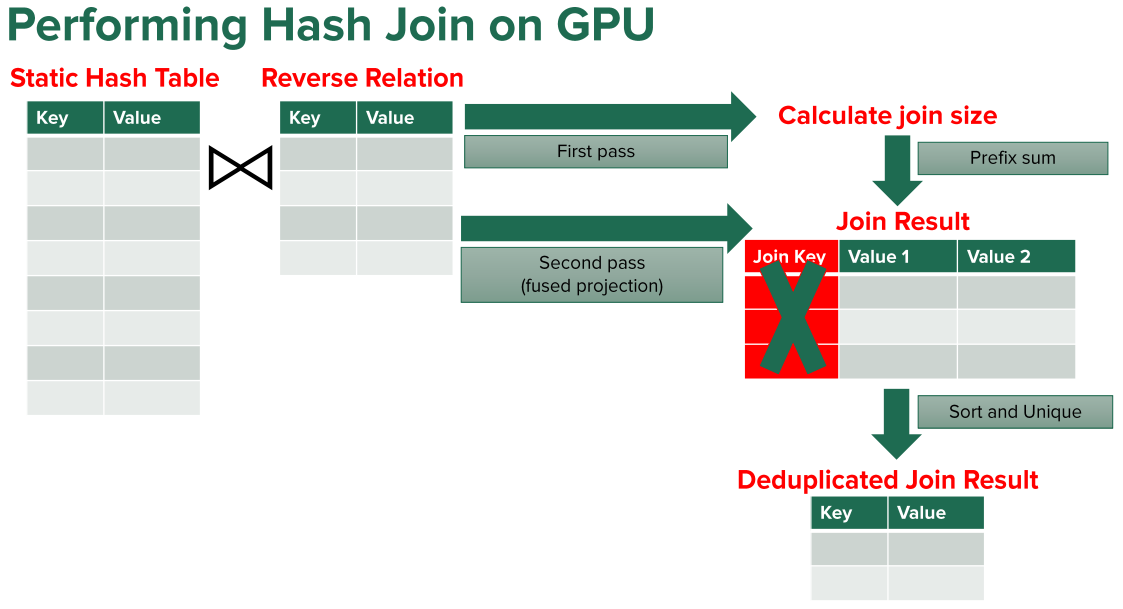 Performing Hash Join on GPU
Static Hash Table
Reverse Relation
Key Value
Key Value
First pass
Calculate join size
Prefix sum
Second pass
(fused projection)
Join Result
Join Key Value 1 Value 2
Sort and Unique
Deduplicated Join Result
Key Value